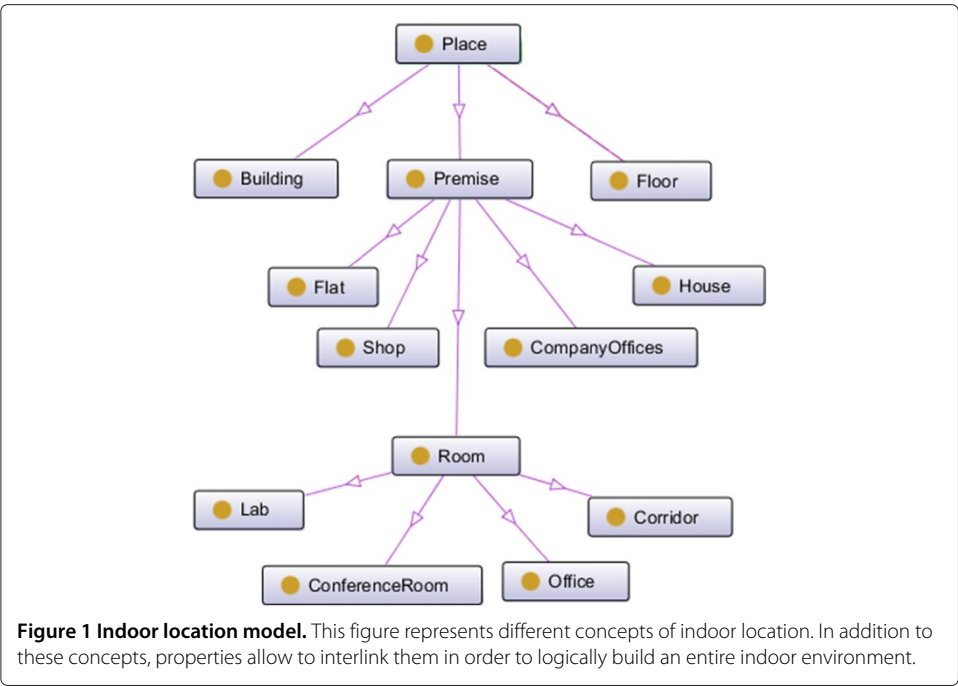 Place
Building
Premise
Floor
Flat
House
Shop
CompanyOffices
Room
Lab
Corridor
ConferenceRoom
Office
Figure 1 Indoor location model. This figure represents different concepts of indoor location. In addition to
these concepts, properties allow to interlink them in order to logically build an entire indoor environment.